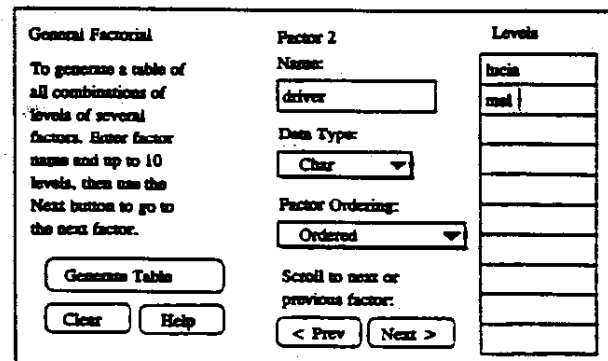 General Factorial
To generate a table of
all combinations of
levels of several
factors. Enter factor
name and up to 10
levels, then use the
Next button to go to
the next factor.
Generate Table
Clear
Help
Factor 2
Name:
driver
Data Type:
Char
Factor Ordering:
Ordered
Scroll to next or
previous factor:
< Prev
Next >
Levels
lucia
mel